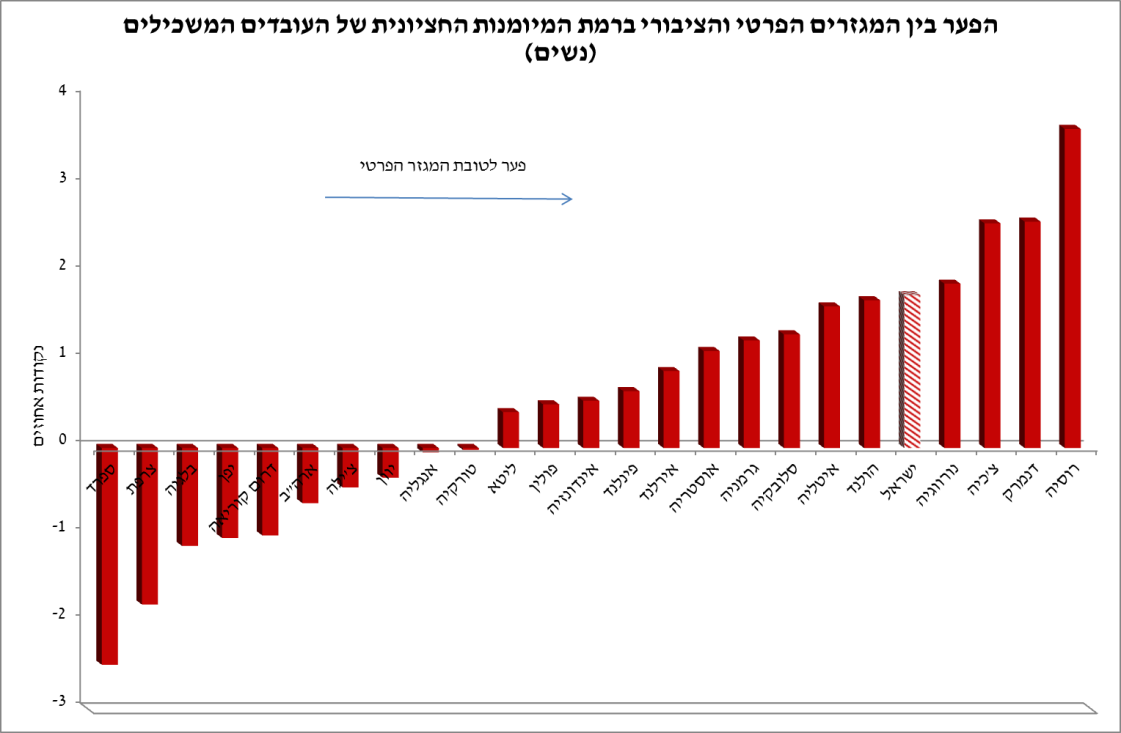 הפער בין המגזרים הפרטי והציבורי ברמת המיומנות החציונית של העובדים המשכילים
(נשים)
4
3
2
1
0
-1
-2
-3
נקודות אחוזים
פער לטובת המגזר הפרטי
ספרד
צרפת
בלגיה
יפן
דרום קוריאה
ארה"ב
צ'ילה
יוון
אנגליה
טורקיה
ליטא
פולין
אינדונזיה
פינלנד
אירלנד
אוסטריה
גרמניה
סלובקיה
איטליה
הולנד
ישראל
נורווגיה
צ'כיה
דנמרק
רוסיה